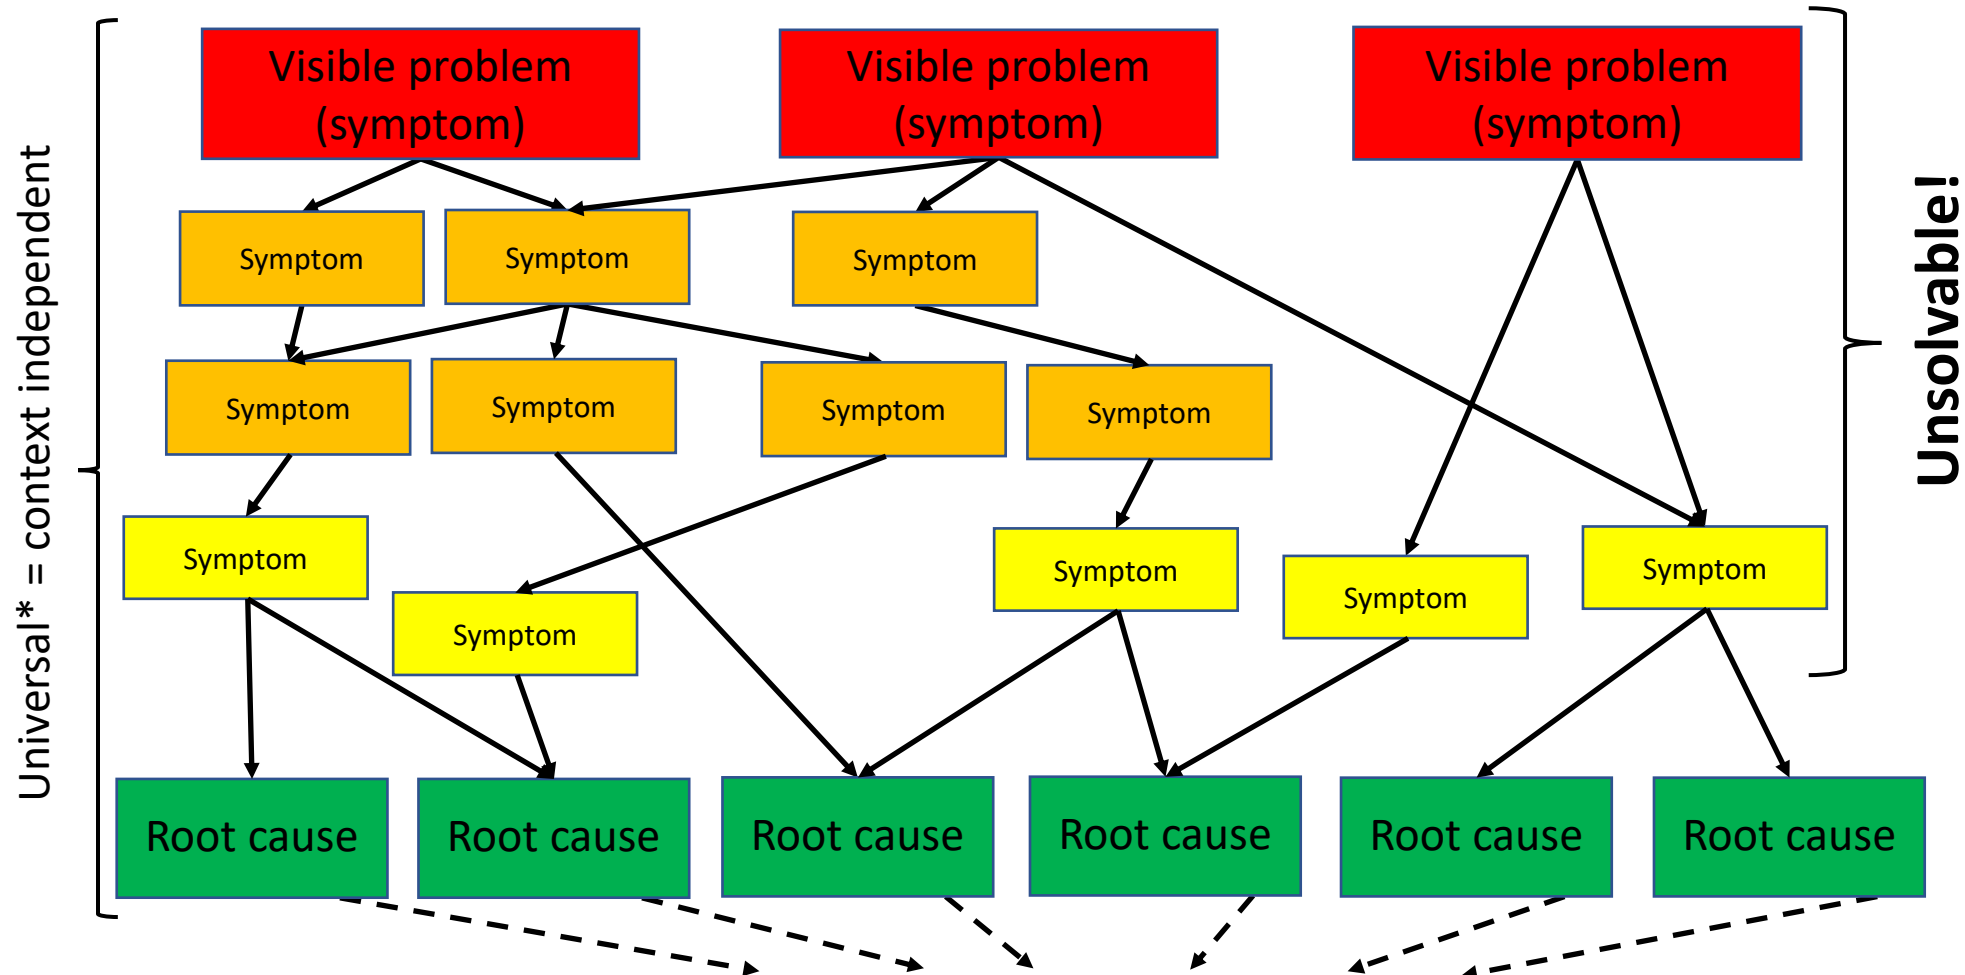 Visible problem
(symptom)
Visible problem
(symptom)
Visible problem
(symptom)
Universal* = context independent
Unsolvable!
Symptom
Symptom
Symptom
Symptom
Symptom
Symptom
Symptom
Symptom
Symptom
Symptom
Symptom
Symptom
Root cause
Root cause
Root cause
Root cause
Root cause
Root cause